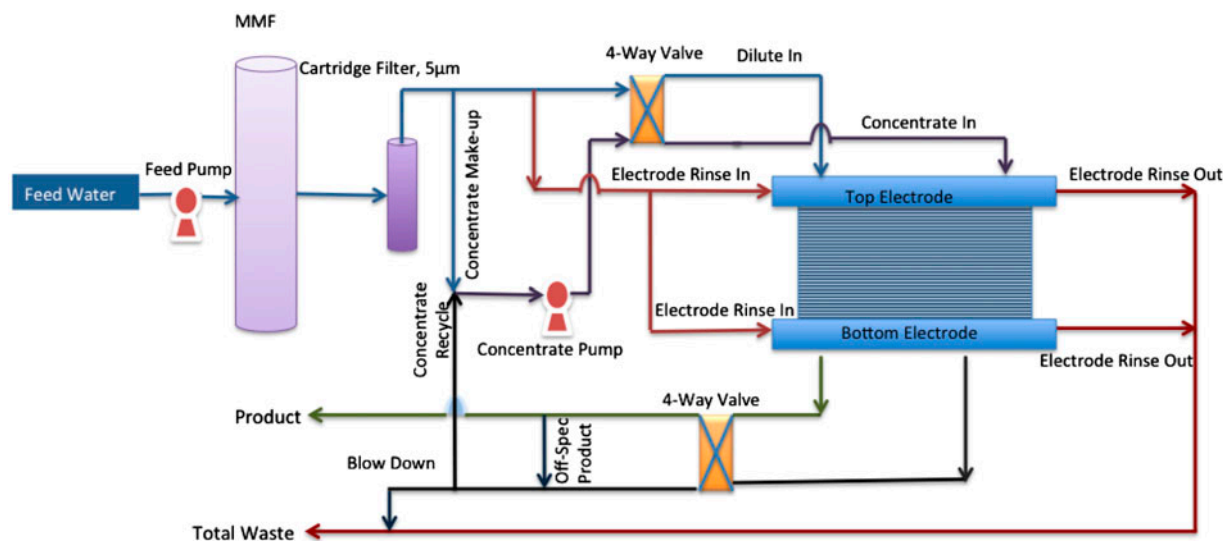 MMF
4-Way Valve
Dilute In
Cartridge Filter, 5µm
Concentrate In
Feed Pump
Concentrate Make-up
Electrode Rinse In
Electrode Rinse Out
Feed Water
Top Electrode
Concentrate
Recycle
Electrode Rinse In
Bottom Electrode
Concentrate Pump
Electrode Rinse Out
4-Way Valve
Product
Off-Spec
Product
Blow Down
Total Waste